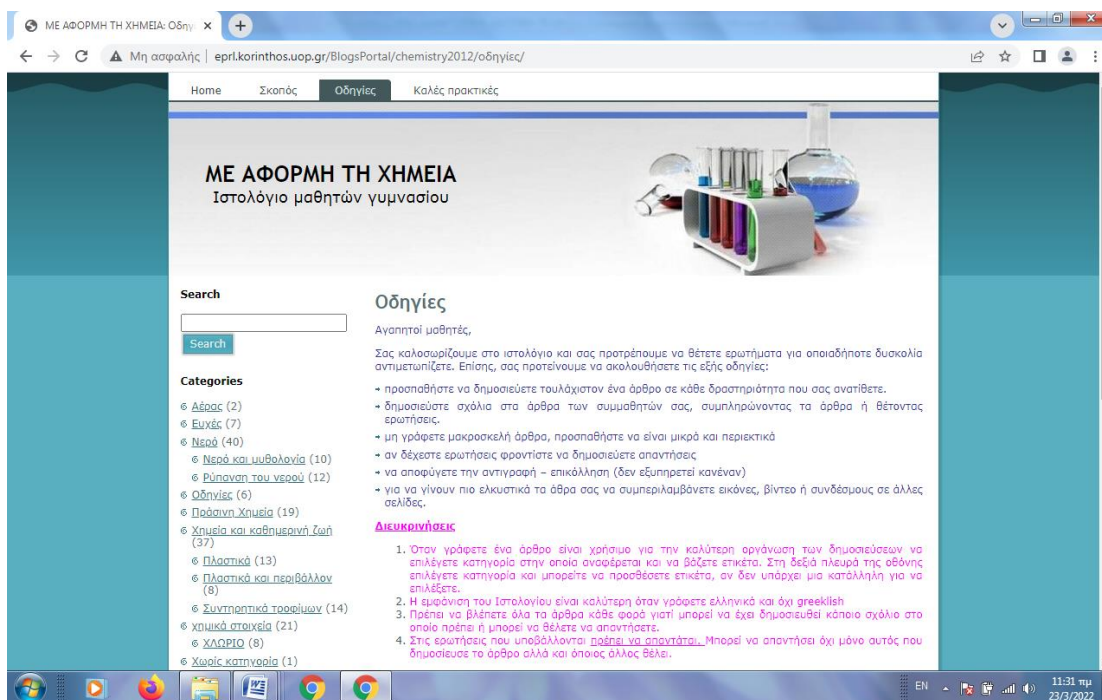 ΜΕ ΑΦΟΡΜΗ ΤΗ ΧΗΜΕΙΑ: Οδηγ
Μη ασφαλής | eprl.korinthos.uop.gr/BlogsPortal/chemistry2012/οδηγίες/
Home Σκοπός Οδηγίες Καλές πρακτικές
ΜΕ ΑΦΟΡΜΗ ΤΗ ΧΗΜΕΙΑ
Ιστολόγιο μαθητών γυμνασίου
Search
Search
Categories
Αέρας (2)
Ευχές (7)
Νερό (40)
Νερό και μυθολογία (10)
Ρύπανση του νερού (12)
Οδηγίες (6)
Πράσινη Χημεία (19)
Χημεία και καθημερινή ζωή
(37)
Πλαστικά (13)
Πλαστικά και περιβάλλον
(8)
Συντηρητικά τροφίμων (14)
χημικά στοιχεία (21)
ΧΛΩΡΙΟ (8)
Χωρίς κατηγορία (1)
Οδηγίες
Αγαπητοί μαθητές,
Σας καλοσωρίζουμε στο ιστολόγιο και σας προτρέπουμε να θέτετε ερωτήματα για οποιαδήποτε δυσκολία
αντιμετωπίζετε. Επίσης, σας προτείνουμε να ακολουθήσετε τις εξής οδηγίες:
προσπαθήστε να δημοσιεύετε τουλάχιστον ένα άρθρο σε κάθε δραστηριότητα που σας ανατίθεται.
δημοσιεύστε σχόλια στα άρθρα των συμμαθητών σας, συμπληρώνοντας τα άρθρα ή θέτοντας
ερωτήσεις.
μη γράφετε μακροσκελή άρθρα, προσπαθήστε να είναι μικρά και περιεκτικά
αν δέχεστε ερωτήσεις φροντίστε να δημοσιεύετε απαντήσεις
να αποφύγετε την αντιγραφή – επικόλληση (δεν εξυπηρετεί κανέναν)
για να γίνουν πιο ελκυστικά τα άθρα σας να συμπεριλαμβάνετε εικόνες, βίντεο ή συνδέσμους σε άλλες
σελίδες.
Διευκρινήσεις
1. Όταν γράφετε ένα άρθρο είναι χρήσιμο για την καλύτερη οργάνωση των δημοσιεύσεων να
επιλέγετε κατηγορία στην οποία αναφέρεται και να βάζετε ετικέτα. Στη δεξιά πλευρά της οθόνης
επιλέγετε κατηγορία και μπορείτε να προσθέσετε ετικέτα, αν δεν υπάρχει μια κατάλληλη για να
επιλέξετε.
2. Η εμφάνιση του Ιστολογίου είναι καλύτερη όταν γράφετε ελληνικά και όχι greeklish
3. Πρέπει να βλέπετε όλα τα άρθρα κάθε φορά γιατί μπορεί να έχει δημοσιευθεί κάποιο σχόλιο στο
οποίο πρέπει ή μπορεί να θέλετε να απαντήσετε.
4. Στις ερωτήσεις που υποβάλλονται πρέπει να απαντάται. Μπορεί να απαντήσει όχι μόνο αυτός που
δημοσίευσε το άρθρο αλλά και όποιος άλλος θέλει.
EN
11:31 πμ
23/3/2022